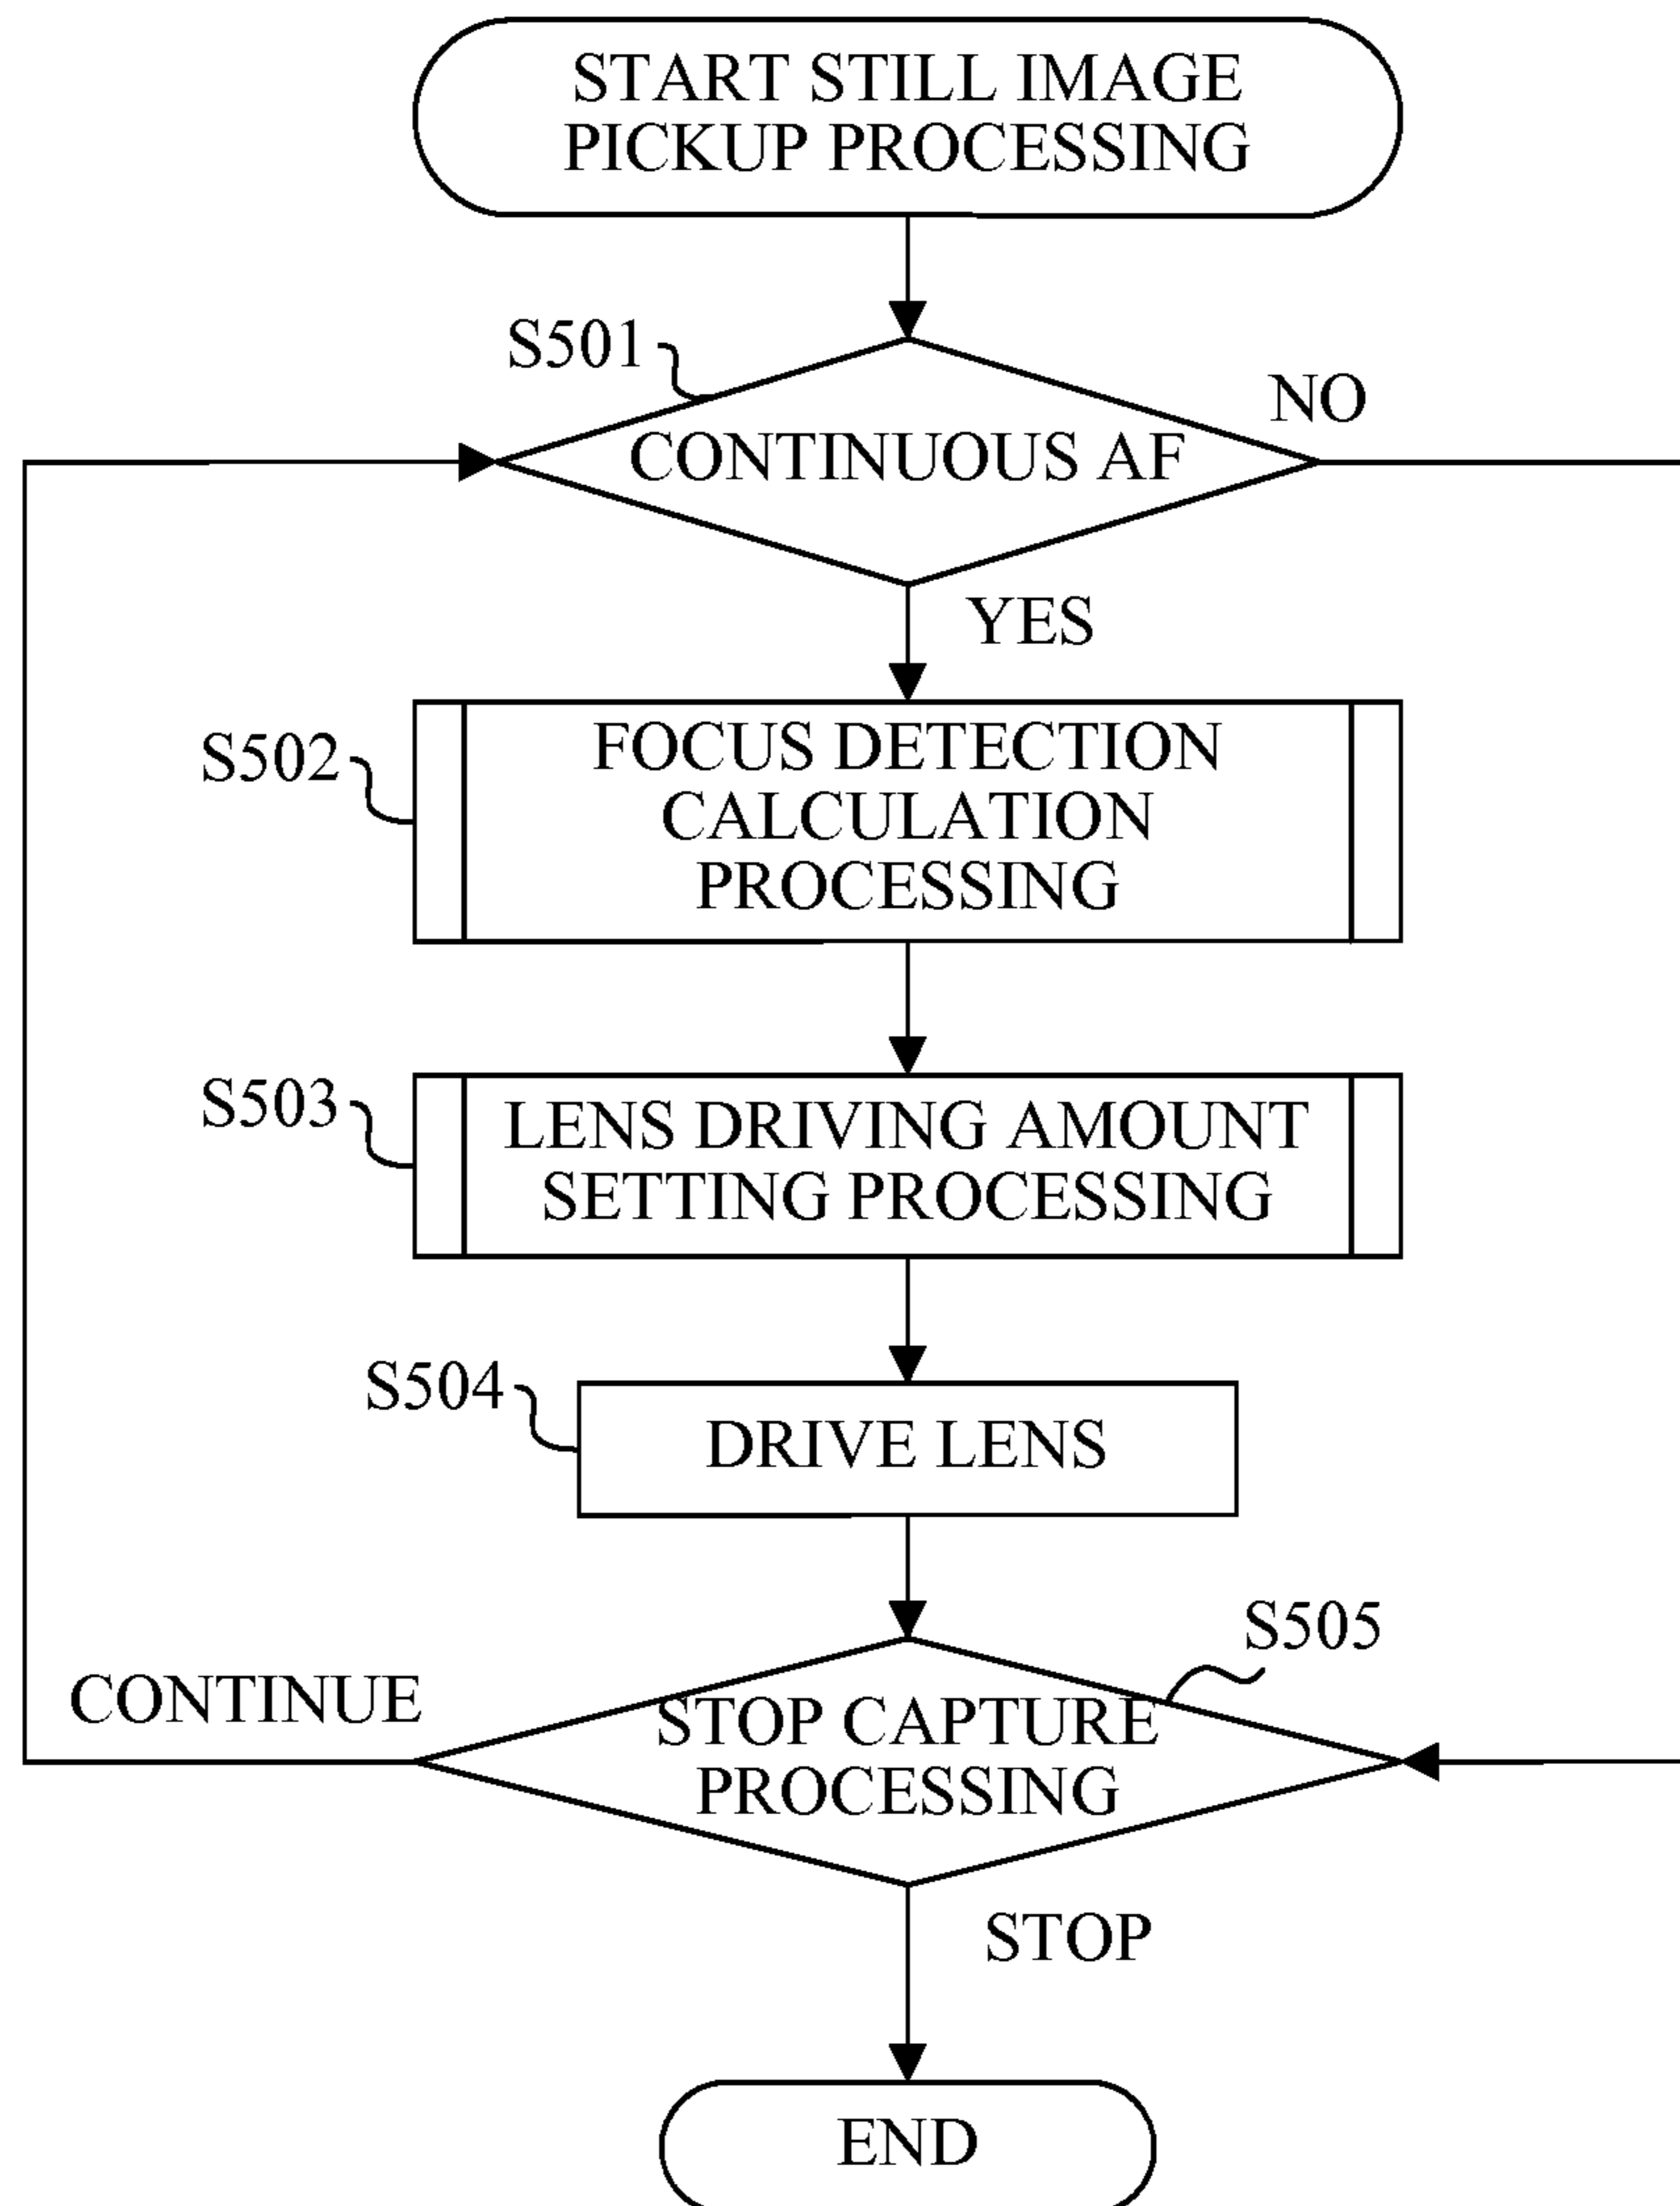 START STILL IMAGE
PICKUP PROCESSING
S501
NO
CONTINUOUS AF
YES
S502
FOCUS DETECTION
CALCULATION
PROCESSING
S503
LENS DRIVING AMOUNT
SETTING PROCESSING
S504
DRIVE LENS
S505
CONTINUE
STOP CAPTURE
PROCESSING
STOP
END